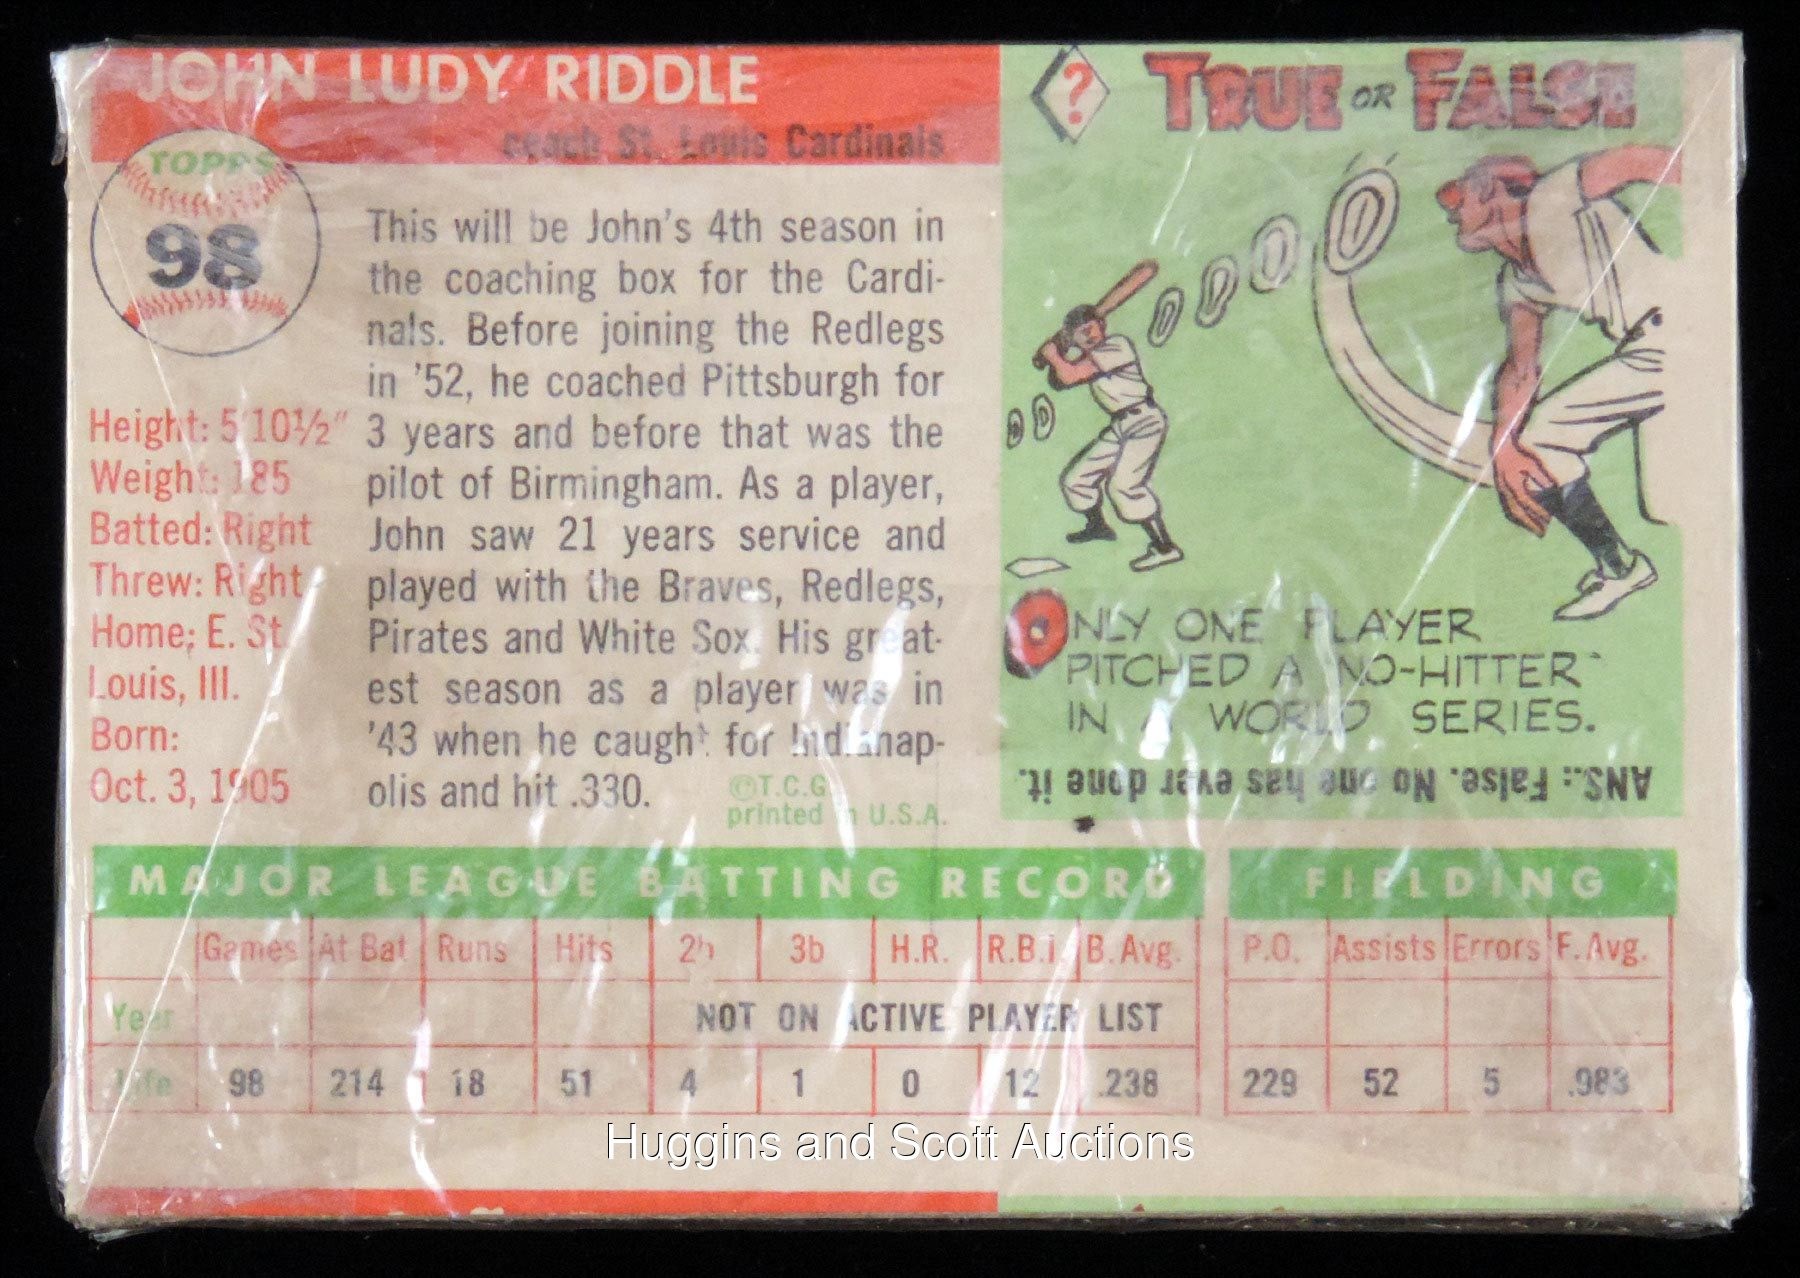 JOHN LUDY RIDDLE
coach St. Louis Cardinals
TOPPS
98
This will be John's 4th season in
the coaching box for the Cardi-
nals. Before joining the Redlegs
in '52, he coached Pittsburgh for
3 years and before that was the
pilot of Birmingham. As a player,
John saw 21 years service and
played with the Braves, Redlegs,
Pirates and White Sox. His great-
est season as a player was in
'43 when he caught for Indianap-
olis and hit .330.
Height: 5'10½"
Weight: 185
Batted: Right
Threw: Right
Home; E. St.
Louis, Ill.
Born:
Oct. 3, 1905
©T.C.G.
printed in U.S.A.
? TRUE OR FALSE
ONLY ONE PLAYER
PITCHED A NO-HITTER
IN A WORLD SERIES.
ANS.: False. No one has ever done it.
MAJOR LEAGUE BATTING RECORD
FIELDING
Games At Bat Runs Hits 2b 3b H.R. R.B.I. B. Avg. P.O. Assists Errors F. Avg.
Year NOT ON ACTIVE PLAYER LIST
Life 98 214 18 51 4 1 0 12 .238 229 52 5 .983
Huggins and Scott Auctions